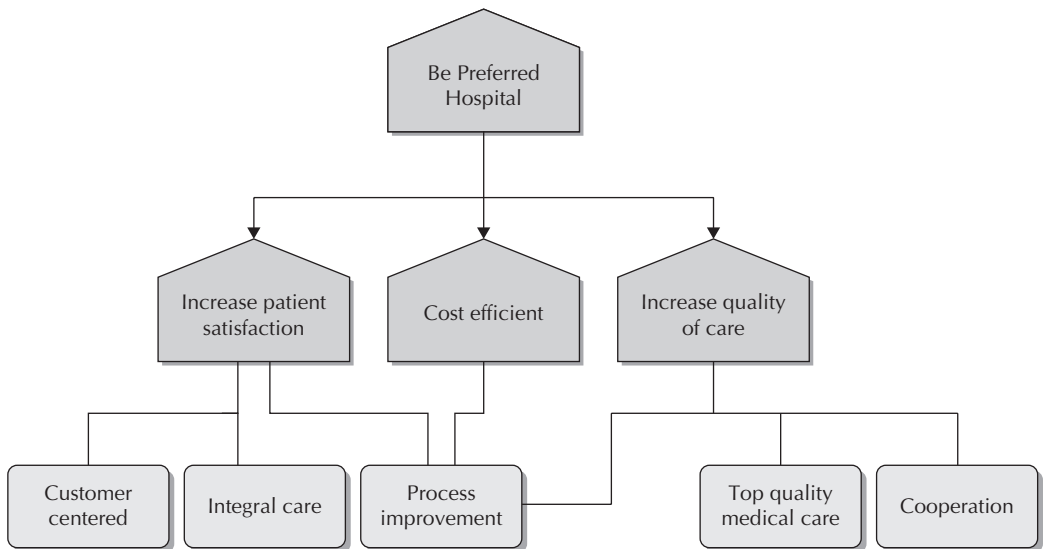 Be Preferred
Hospital
Increase patient
satisfaction
Cost efficient
Increase quality
of care
Customer
centered
Integral care
Process
improvement
Top quality
medical care
Cooperation